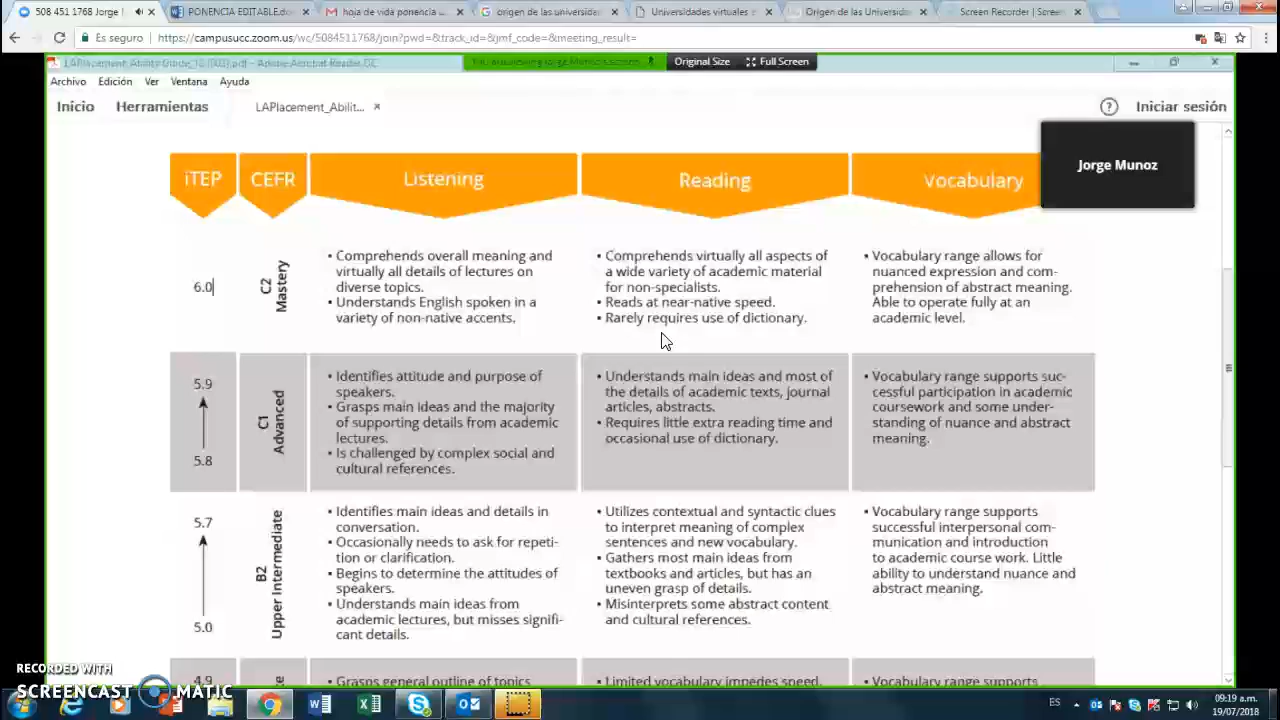 508 451 1768 Jorge
PONENCIA EDITABLE.do
hoja de vida ponencia
origen de las universidad
Universidades virtuales e
Origen de las Universidad
Screen Recorder | Screen
Es seguro
https://campusucc.zoom.us/wc/5084511768/join?pwd=&track_id=&jmf_code=&meeting_result=
Adobe Acrobat Reader DC
Original Size
Full Screen
Archivo Edición Ver Ventana Ayuda
Inicio Herramientas
LAPlacement_Abilit...
?
Iniciar sesión
Jorge Munoz
iTEP
CEFR
Listening
Reading
Vocabulary
6.0
C2
Mastery
• Comprehends overall meaning and
virtually all details of lectures on
diverse topics.
• Understands English spoken in a
variety of non-native accents.
• Comprehends virtually all aspects of
a wide variety of academic material
for non-specialists.
• Reads at near-native speed.
• Rarely requires use of dictionary.
• Vocabulary range allows for
nuanced expression and com-
prehension of abstract meaning.
Able to operate fully at an
academic level.
5.9
5.8
C1
Advanced
• Identifies attitude and purpose of
speakers.
• Grasps main ideas and the majority
of supporting details from academic
lectures.
• Is challenged by complex social and
cultural references.
• Understands main ideas and most of
the details of academic texts, journal
articles, abstracts.
• Requires little extra reading time and
occasional use of dictionary.
• Vocabulary range supports suc-
cessful participation in academic
coursework and some under-
standing of nuance and abstract
meaning.
5.7
5.0
B2
Upper Intermediate
• Identifies main ideas and details in
conversation.
• Occasionally needs to ask for repeti-
tion or clarification.
• Begins to determine the attitudes of
speakers.
• Understands main ideas from
academic lectures, but misses signifi-
cant details.
• Utilizes contextual and syntactic clues
to interpret meaning of complex
sentences and new vocabulary.
• Gathers most main ideas from
textbooks and articles, but has an
uneven grasp of details.
• Misinterprets some abstract content
and cultural references.
• Vocabulary range supports
successful interpersonal com-
munication and introduction
to academic course work. Little
ability to understand nuance and
abstract meaning.
4.9
• Grasps general outline of topics
• Limited vocabulary impedes speed.
• Vocabulary range supports
RECORDED WITH
SCREENCAST MATIC
ES
09:19 a.m.
19/07/2018